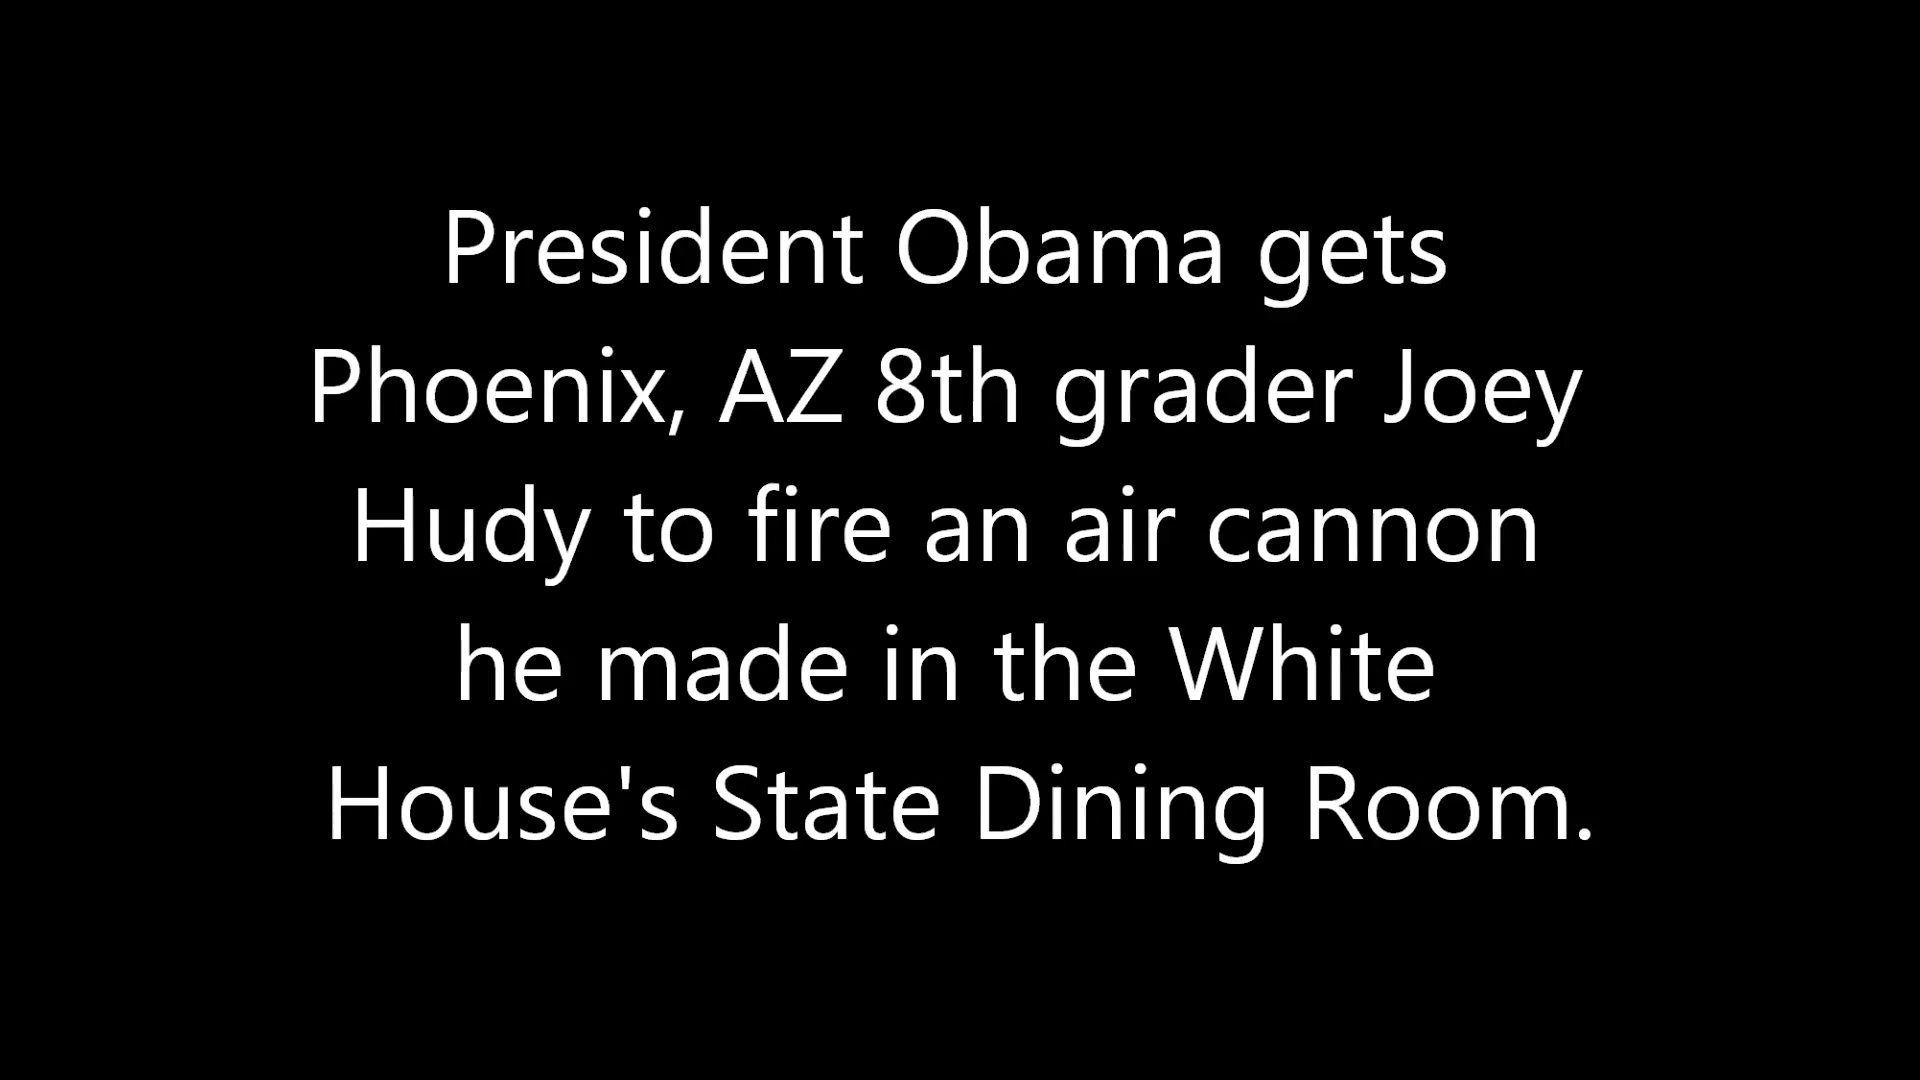 President Obama gets
Phoenix, AZ 8th grader Joey
Hudy to fire an air cannon
he made in the White
House's State Dining Room.